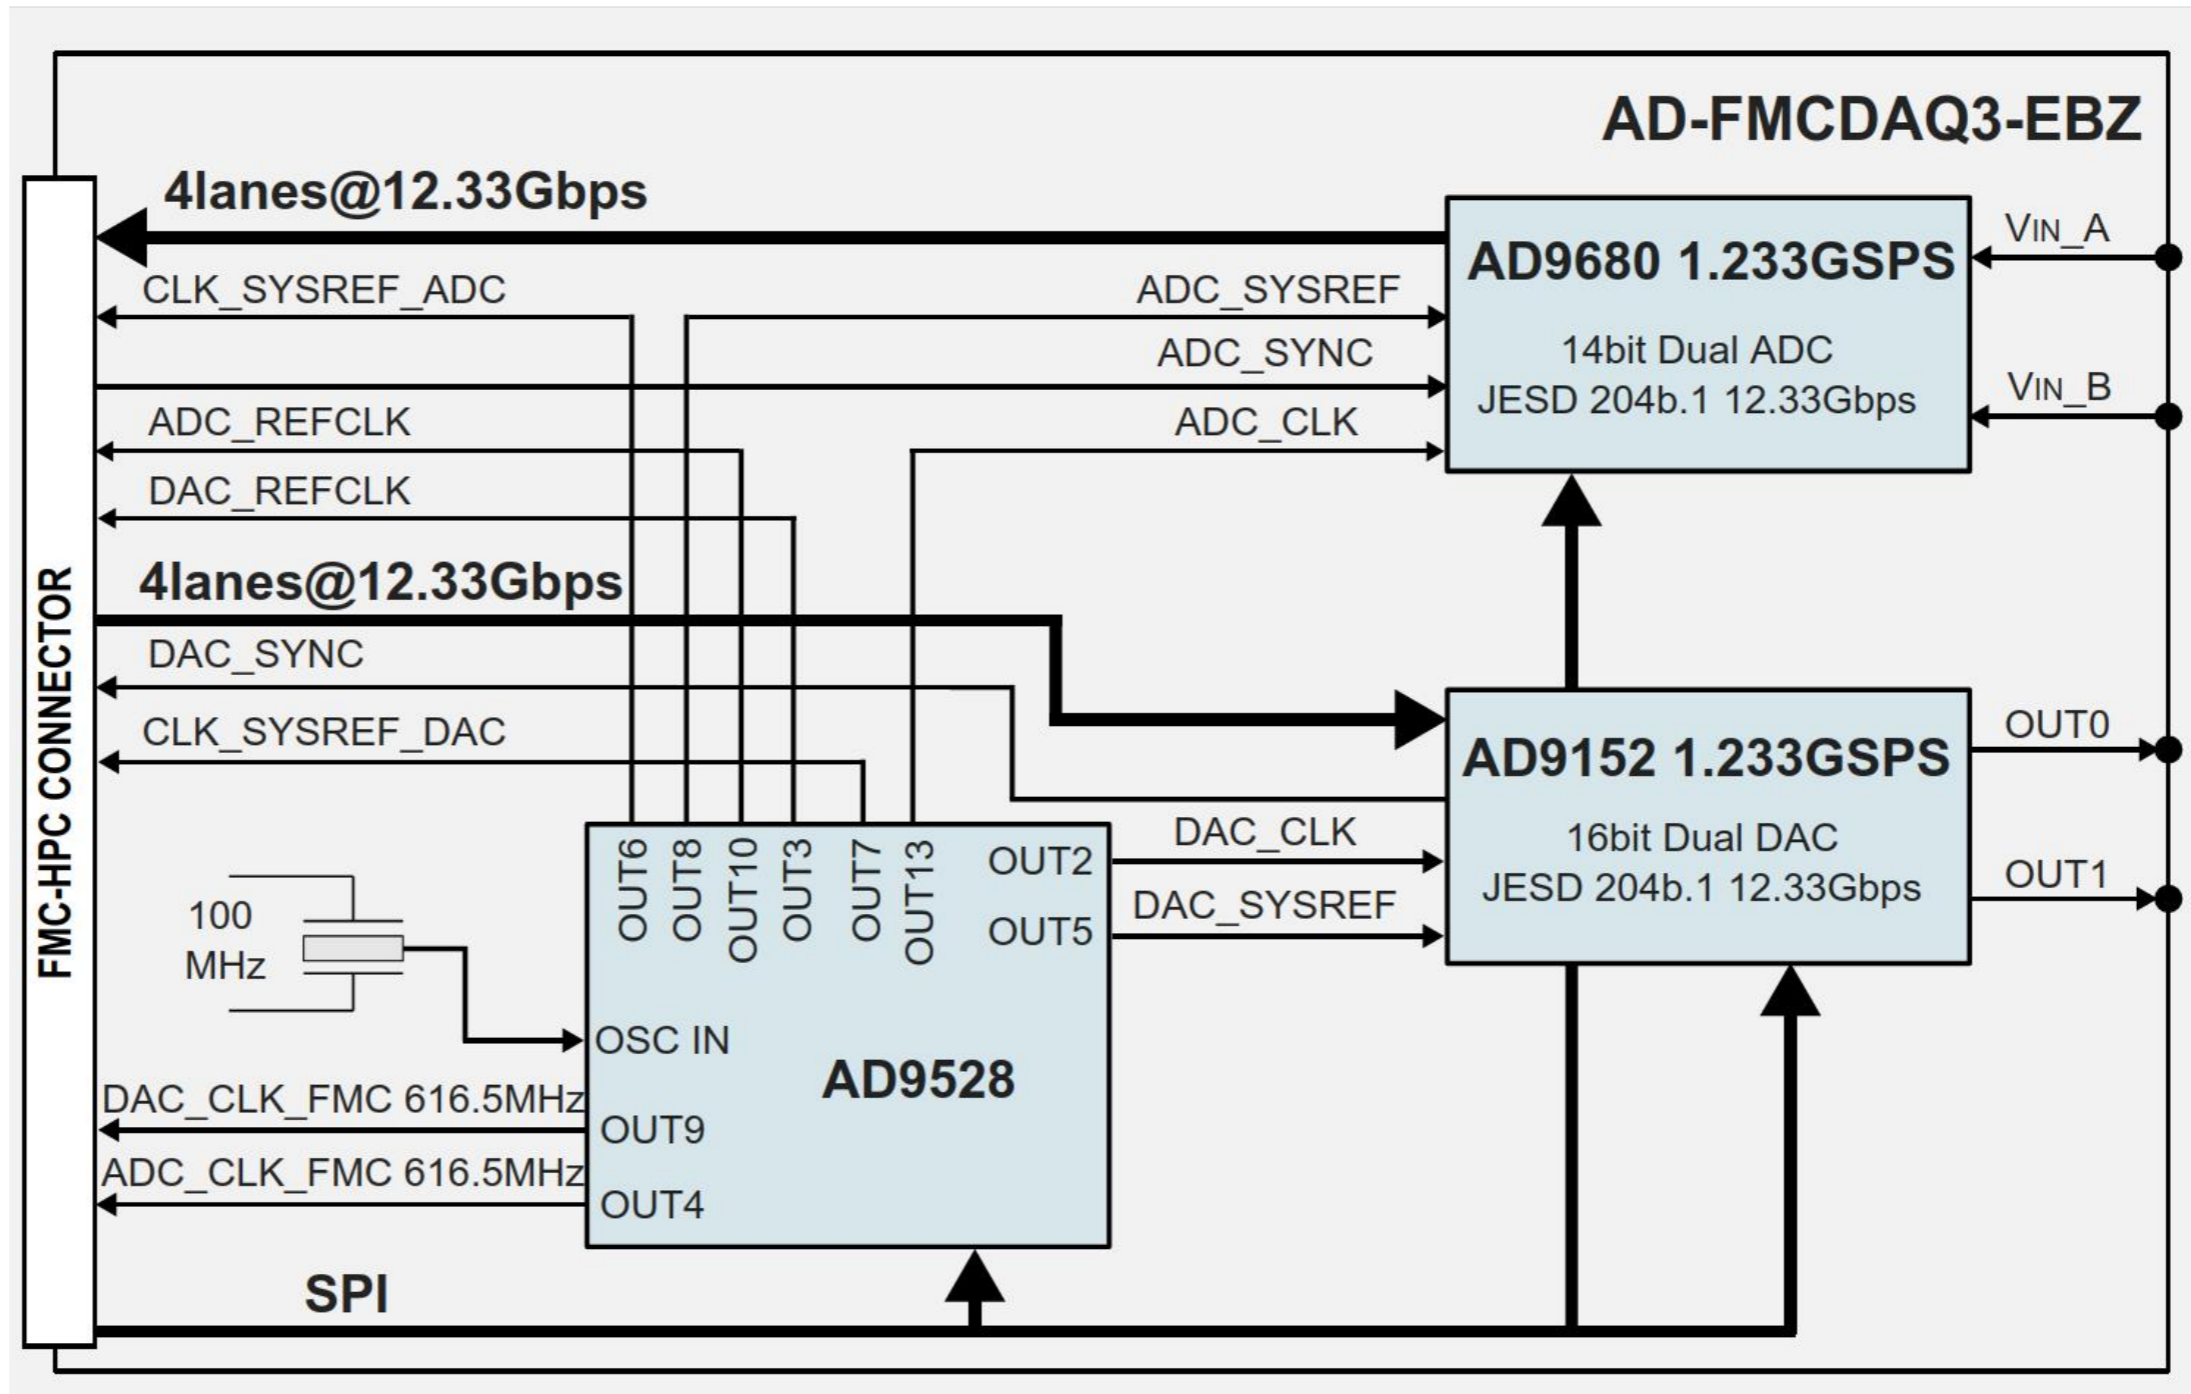 AD-FMCDAQ3-EBZ
4lanes@12.33Gbps
CLK_SYSREF_ADC
ADC_SYSREF
ADC_SYNC
ADC_REFCLK
ADC_CLK
DAC_REFCLK
AD9680 1.233GSPS
14bit Dual ADC
JESD 204b.1 12.33Gbps
VIN_A
VIN_B
FMC-HPC CONNECTOR
4lanes@12.33Gbps
DAC_SYNC
CLK_SYSREF_DAC
AD9152 1.233GSPS
16bit Dual DAC
JESD 204b.1 12.33Gbps
OUT0
OUT1
DAC_CLK
DAC_SYSREF
OUT6
OUT8
OUT10
OUT3
OUT7
OUT13
OUT2
OUT5
100
MHz
OSC IN
AD9528
DAC_CLK_FMC 616.5MHz
OUT9
ADC_CLK_FMC 616.5MHz
OUT4
SPI